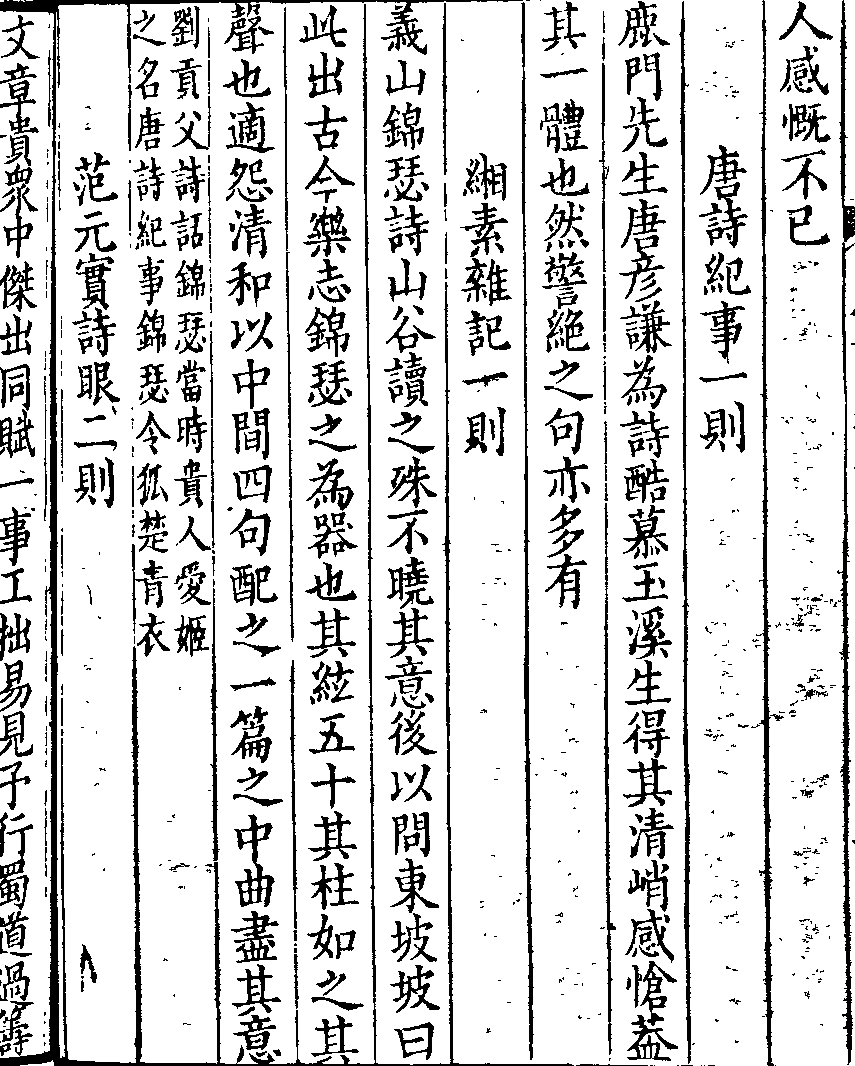 人感慨不已
唐詩紀事一則
鹿門先生唐彥謙為詩酷慕玉溪生得其清峭感愴葢
其一體也然警絶之句亦多有
緗素雜記一則
義山錦瑟詩山谷讀之殊不曉其意後以問東坡坡曰
此出古今樂志錦瑟之為器也其絃五十其柱如之其
聲也適怨清和以中間四句配之一篇之中曲盡其意
劉貢父詩話錦瑟當時貴人愛姬
之名唐詩紀事錦瑟令狐楚青衣
范元實詩眼二則
文章貴衆中傑出同賦一事工拙易見予行蜀道過籌